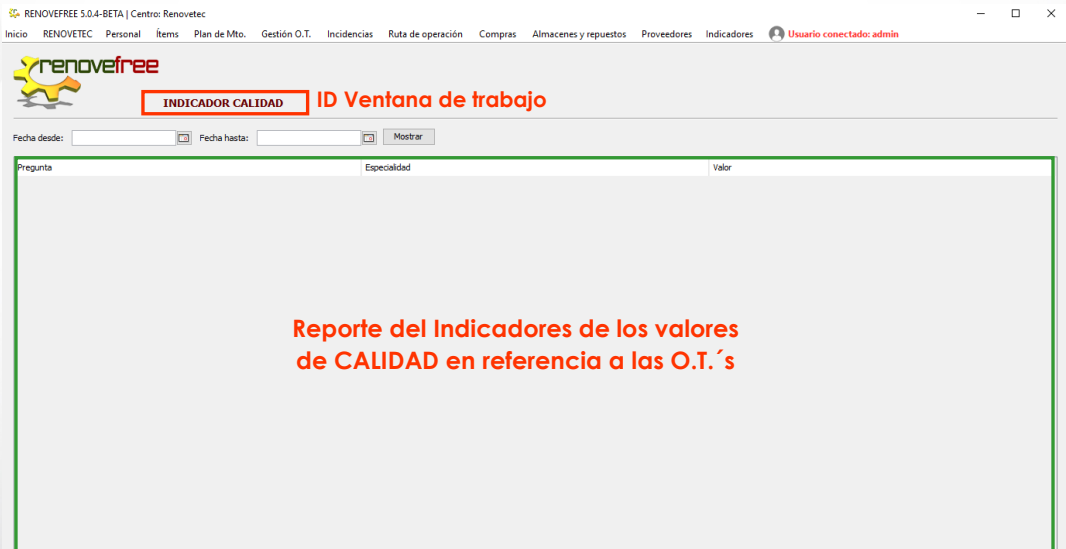 RENOVEFREE 5.0.4-BETA | Centro: Renovetec
Inicio RENOVETEC Personal Ítems Plan de Mto. Gestión O.T. Incidencias Ruta de operación Compras Almacenes y repuestos Proveedores Indicadores Usuario conectado: admin
renovefree
INDICADOR CALIDAD ID Ventana de trabajo
Fecha desde: Fecha hasta: Mostrar
Pregunta Especialidad Valor
Reporte del Indicadores de los valores
de CALIDAD en referencia a las O.T.´s